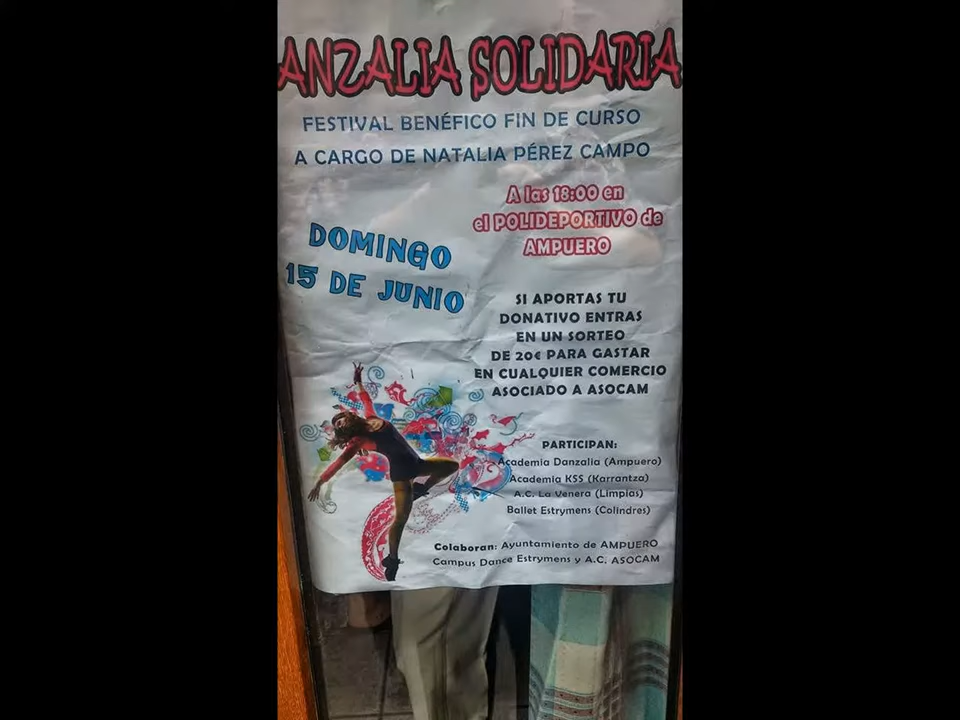 ANZALIA SOLIDARIA
FESTIVAL BENÉFICO FIN DE CURSO
A CARGO DE NATALIA PÉREZ CAMPO
A las 18:00 en
el POLIDEPORTIVO de
AMPUERO
DOMINGO
15 DE JUNIO
SI APORTAS TU
DONATIVO ENTRAS
EN UN SORTEO
DE 20€ PARA GASTAR
EN CUALQUIER COMERCIO
ASOCIADO A ASOCAM
PARTICIPAN:
Academia Danzalia (Ampuero)
Academia K5S (Karrantza)
A.C. La Venera (Limpias)
Ballet Estrymens (Colindres)
Colaboran: Ayuntamiento de AMPUERO
Campus Dance Estrymens y A.C. ASOCAM